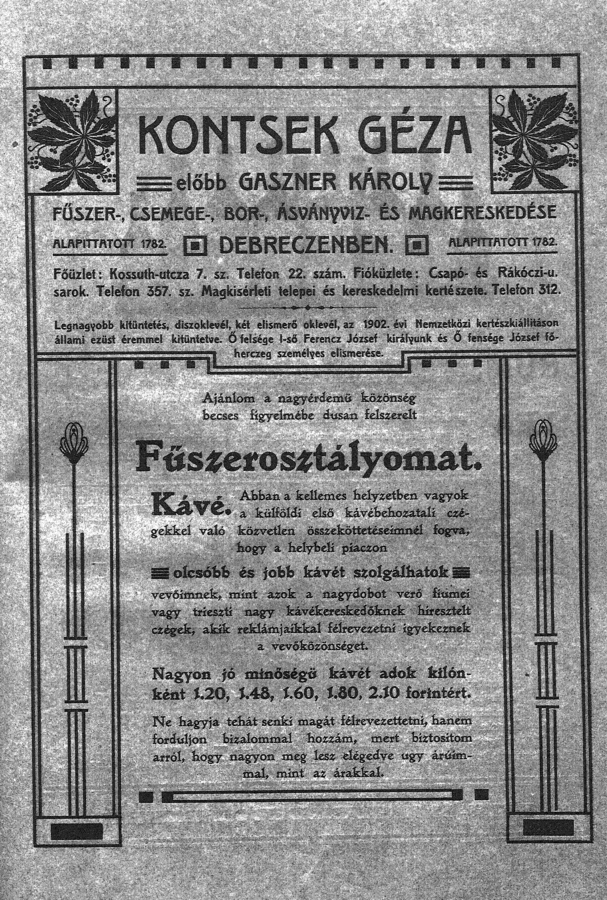 KONTSEK GÉZA
előbb GASZNER KÁROLY
FŰSZER-, CSEMEGE-, BOR-, ÁSVÁNYVIZ- ÉS MAGKERESKEDÉSE
ALAPITTATOTT 1782. DEBRECZENBEN. ALAPITTATOTT 1782.
Főüzlet: Kossuth-utcza 7. sz. Telefon 22. szám. Fióküzlete: Csapó- és Rákóczi-u.
sarok. Telefon 357. sz. Magkisérleti telepei és kereskedelmi kertészete. Telefon 312.
Legnagyobb kitüntetés, diszoklevél, két elismerő oklevél, az 1902. évi Nemzetközi kertészkiállitáson
állami ezüst éremmel kitüntetve. Ő felsége I-ső Ferencz József királyunk és Ő fensége József fő-
herczeg személyes elismerése.
Ajánlom a nagyérdemü közönség
becses figyelmébe dusan felszerelt
Fűszerosztályomat.
Kávé. Abban a kellemes helyzetben vagyok
a külföldi első kávébehozatali czé-
gekkel való közvetlen összeköttetéseimnél fogva,
hogy a helybeli piaczon
olcsóbb és jobb kávét szolgálhatok
vevőimnek, mint azok a nagydobot verő fiumei
vagy trieszti nagy kávékereskedőknek hiresztelt
czégek, akik reklámjaikkal félrevezetni igyekeznek
a vevőközönséget.
Nagyon jó minőségü kávét adok kilón-
ként 1.20, 1.48, 1.60, 1.80, 2.10 forintért.
Ne hagyja tehát senki magát félrevezettetni, hanem
forduljon bizalommal hozzám, mert biztositom
arról, hogy nagyon meg lesz elégedve ugy árúim-
mal, mint az árakkal.